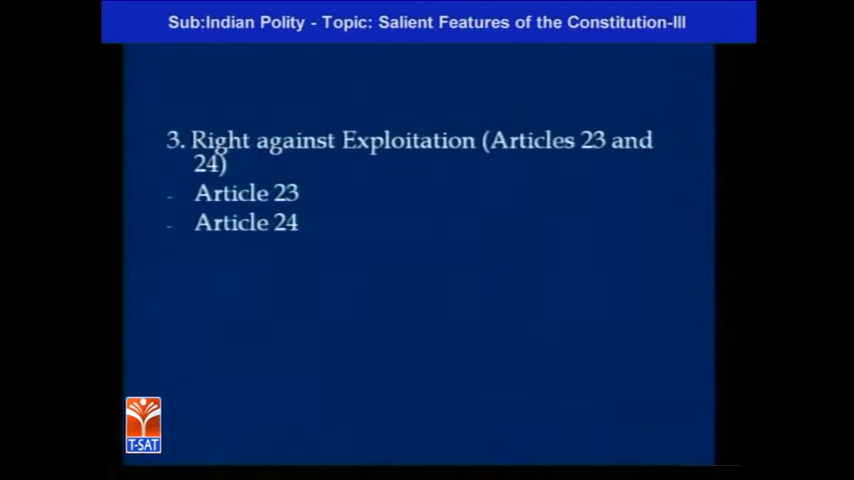 Sub:Indian Polity - Topic: Salient Features of the Constitution-III
3. Right against Exploitation (Articles 23 and
24)
- Article 23
- Article 24
T-SAT